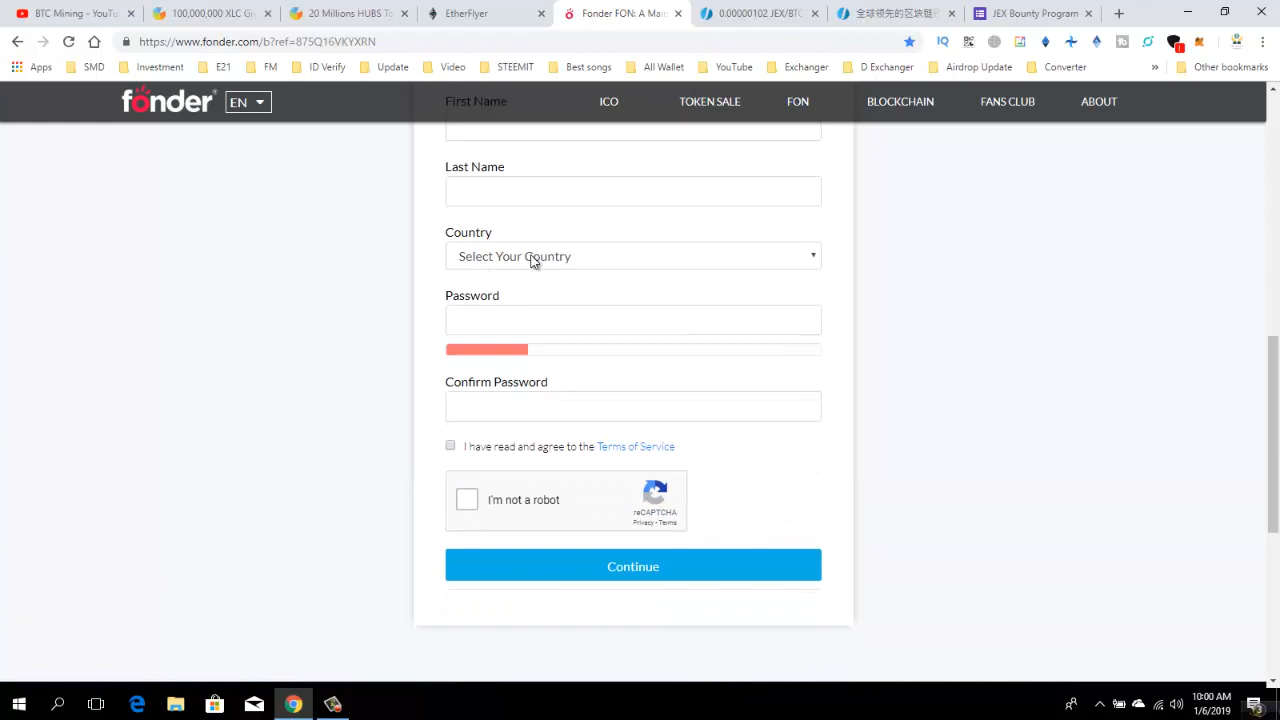 BTC Mining - YouTu
100,000,000 XLC Gi
20 Millions HUBS To
EtherFlyer
Fonder FON: A Main
0.00000102 JEX/BTC
全球领先的区块链
JEX Bounty Program
https://www.fonder.com/b?ref=875Q16VKYXRN
Apps
SMD
Investment
E21
FM
ID Verify
Update
Video
STEEMIT
Best songs
All Wallet
YouTube
Exchanger
D Exchanger
Airdrop Update
Converter
»
Other bookmarks
fonder
EN
ICO
TOKEN SALE
FON
BLOCKCHAIN
FANS CLUB
ABOUT
First Name
Last Name
Country
Select Your Country
Password
Confirm Password
I have read and agree to the Terms of Service
I'm not a robot
reCAPTCHA
Privacy - Terms
Continue
10:00 AM
1/6/2019